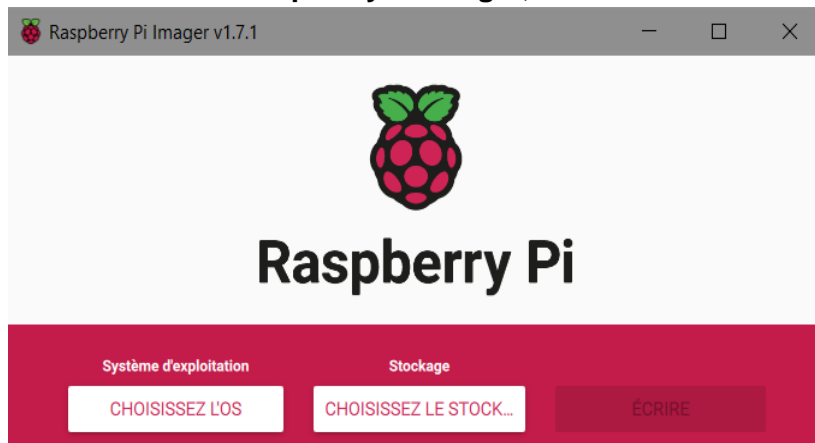 Raspberry Pi Imager v1.7.1
Raspberry Pi
Système d'exploitation
Stockage
CHOISISSEZ L'OS
CHOISISSEZ LE STOCK...
ÉCRIRE